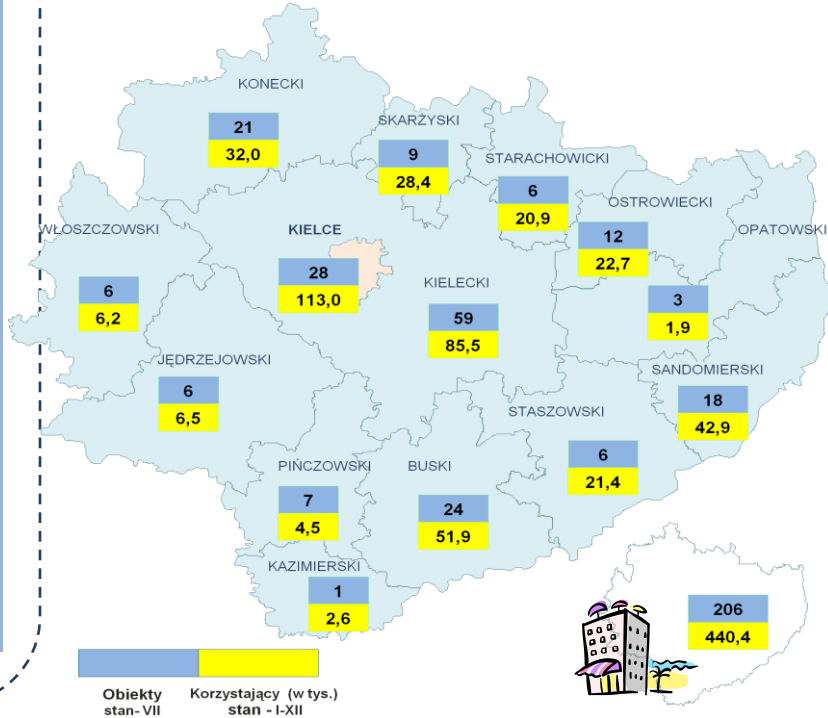 KONECKI
21
32,0
SKARŻYSKI
9
28,4
STARACHOWICKI
6
20,9
OSTROWIECKI
12
22,7
OPATOWSKI
3
1,9
WŁOSZCZOWSKI
6
6,2
KIELCE
28
113,0
KIELECKI
59
85,5
JĘDRZEJOWSKI
6
6,5
SANDOMIERSKI
18
42,9
STASZOWSKI
6
21,4
PIŃCZOWSKI
7
4,5
BUSKI
24
51,9
KAZIMIERSKI
1
2,6
206
440,4
Obiekty
stan- VII
Korzystający (w tys.)
stan - I-XII